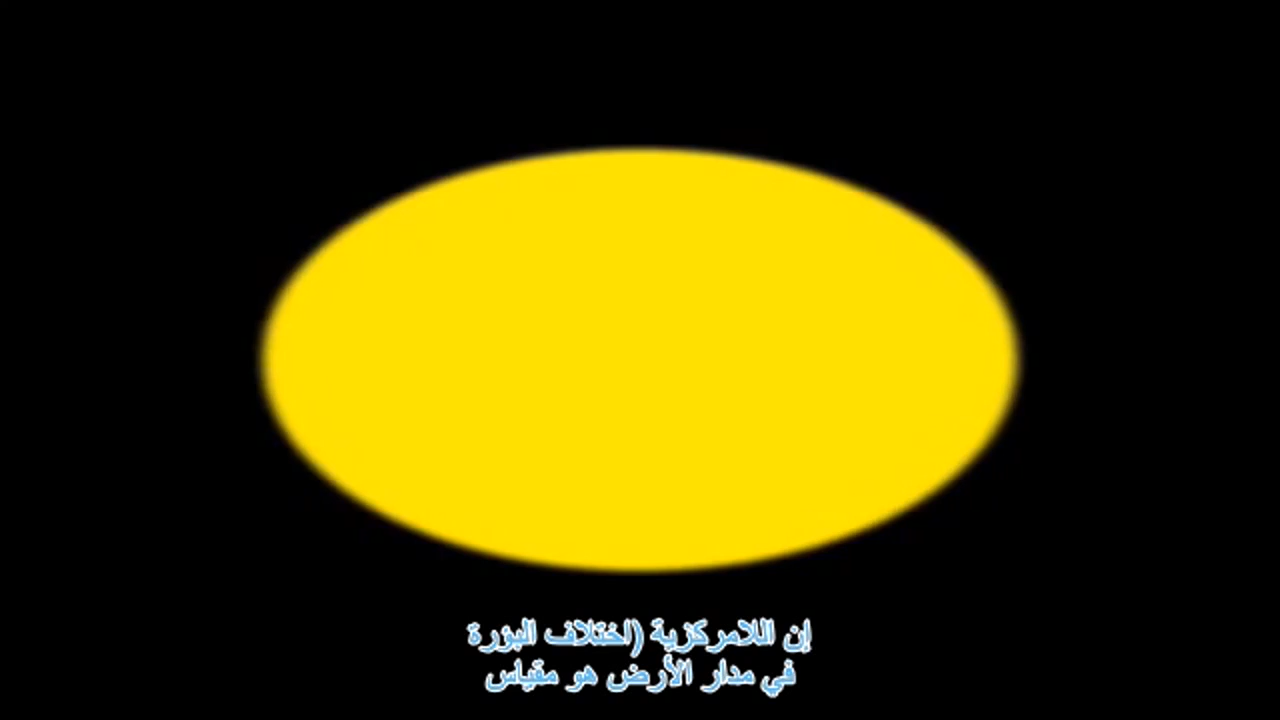 إن اللامركزية (اختلاف البؤرة
في مدار الأرض هو مقياس